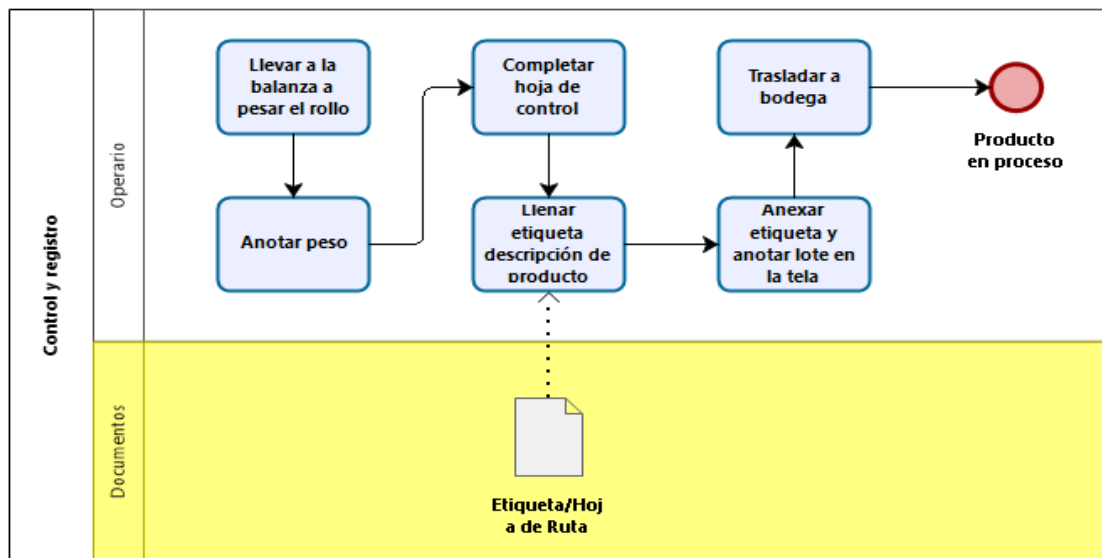 Control y registro
Operario
Llevar a la
balanza a
pesar el rollo
Anotar peso
Completar
hoja de
control
Llenar
etiqueta
descripción de
producto
Anexar
etiqueta y
anotar lote en
la tela
Trasladar a
bodega
Producto
en proceso
Documentos
Etiqueta/Hoj
a de Ruta